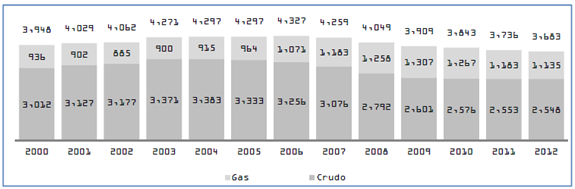 3,948 4,029 4,062 4,271 4,297 4,297 4,327 4,259 4,049 3,909 3,843 3,736 3,683
936 902 885 900 915 964 1,071 1,183 1,258 1,307 1,267 1,183 1,135
3,012 3,127 3,177 3,371 3,383 3,333 3,256 3,076 2,792 2,601 2,576 2,553 2,548
2000 2001 2002 2003 2004 2005 2006 2007 2008 2009 2010 2011 2012
Gas Crudo